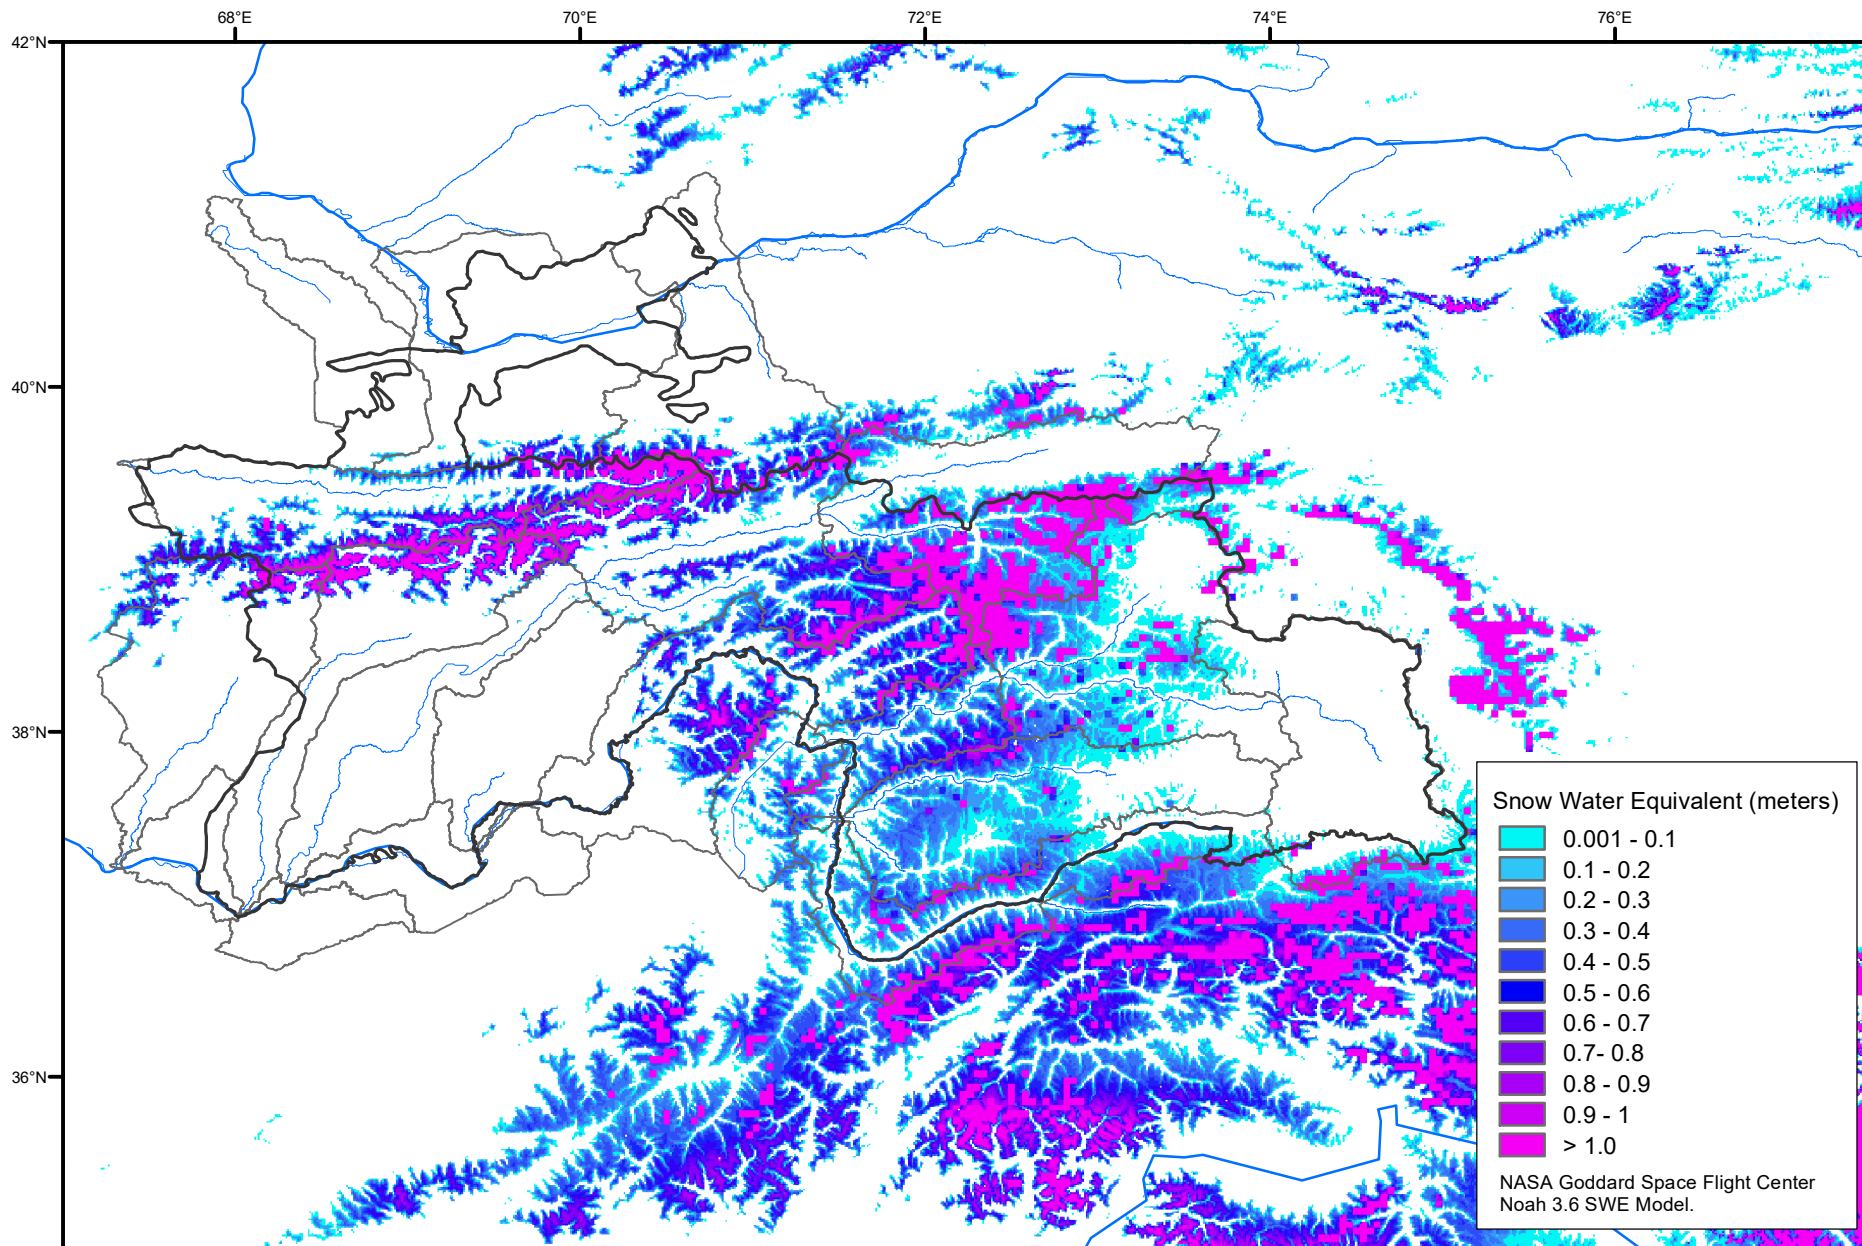 68°E
70°E
72°E
74°E
76°E
42°N
40°N
38°N
36°N
Snow Water Equivalent (meters)
0.001 - 0.1
0.1 - 0.2
0.2 - 0.3
0.3 - 0.4
0.4 - 0.5
0.5 - 0.6
0.6 - 0.7
0.7- 0.8
0.8 - 0.9
0.9 - 1
> 1.0
NASA Goddard Space Flight Center
Noah 3.6 SWE Model.